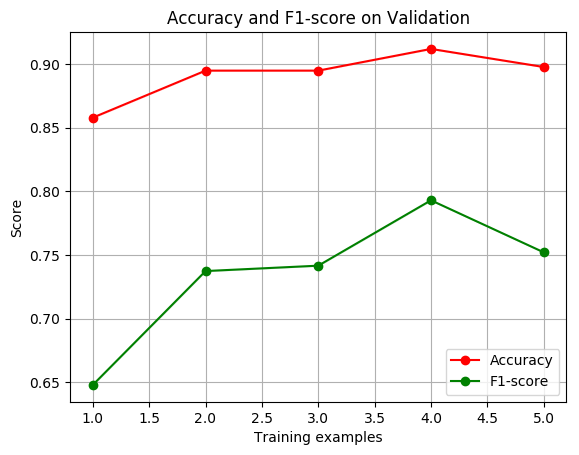 Accuracy and F1-score on Validation
0.90
0.85
0.80
0.75
0.70
0.65
Score
1.0 1.5 2.0 2.5 3.0 3.5 4.0 4.5 5.0
Training examples
Accuracy
F1-score